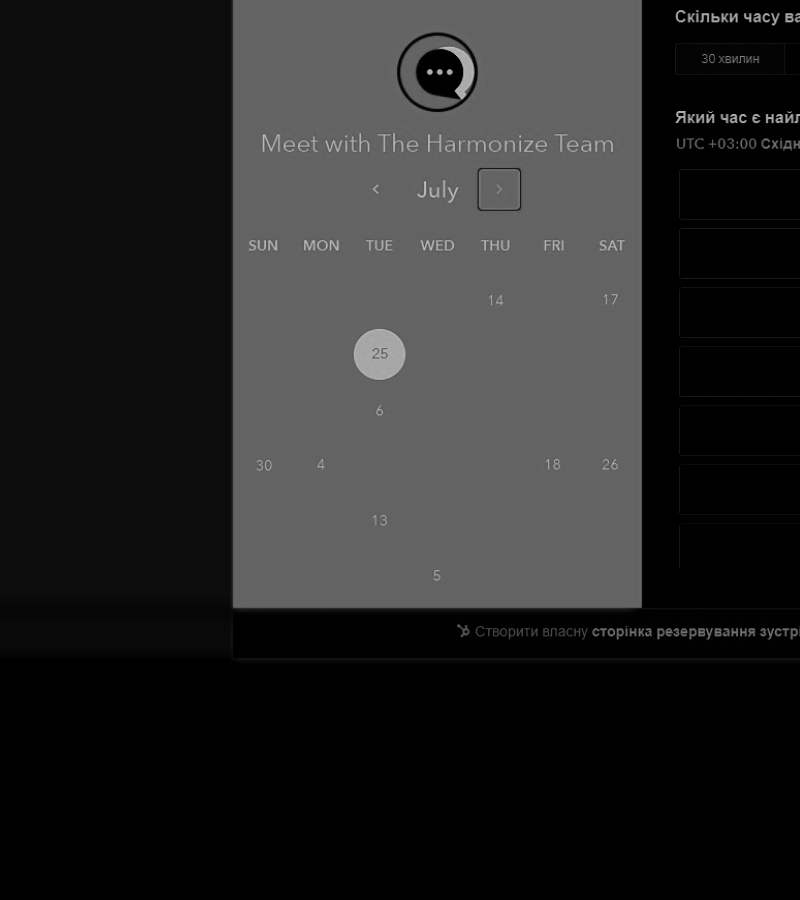 Скільки часу ва
30 хвилин
Meet with The Harmonize Team
July
Який час є найл
UTC +03:00 Східн
SUN MON TUE WED THU FRI SAT
14 17
25
6
30 4 18 26
13
5
Створити власну сторінка резервування зустрі